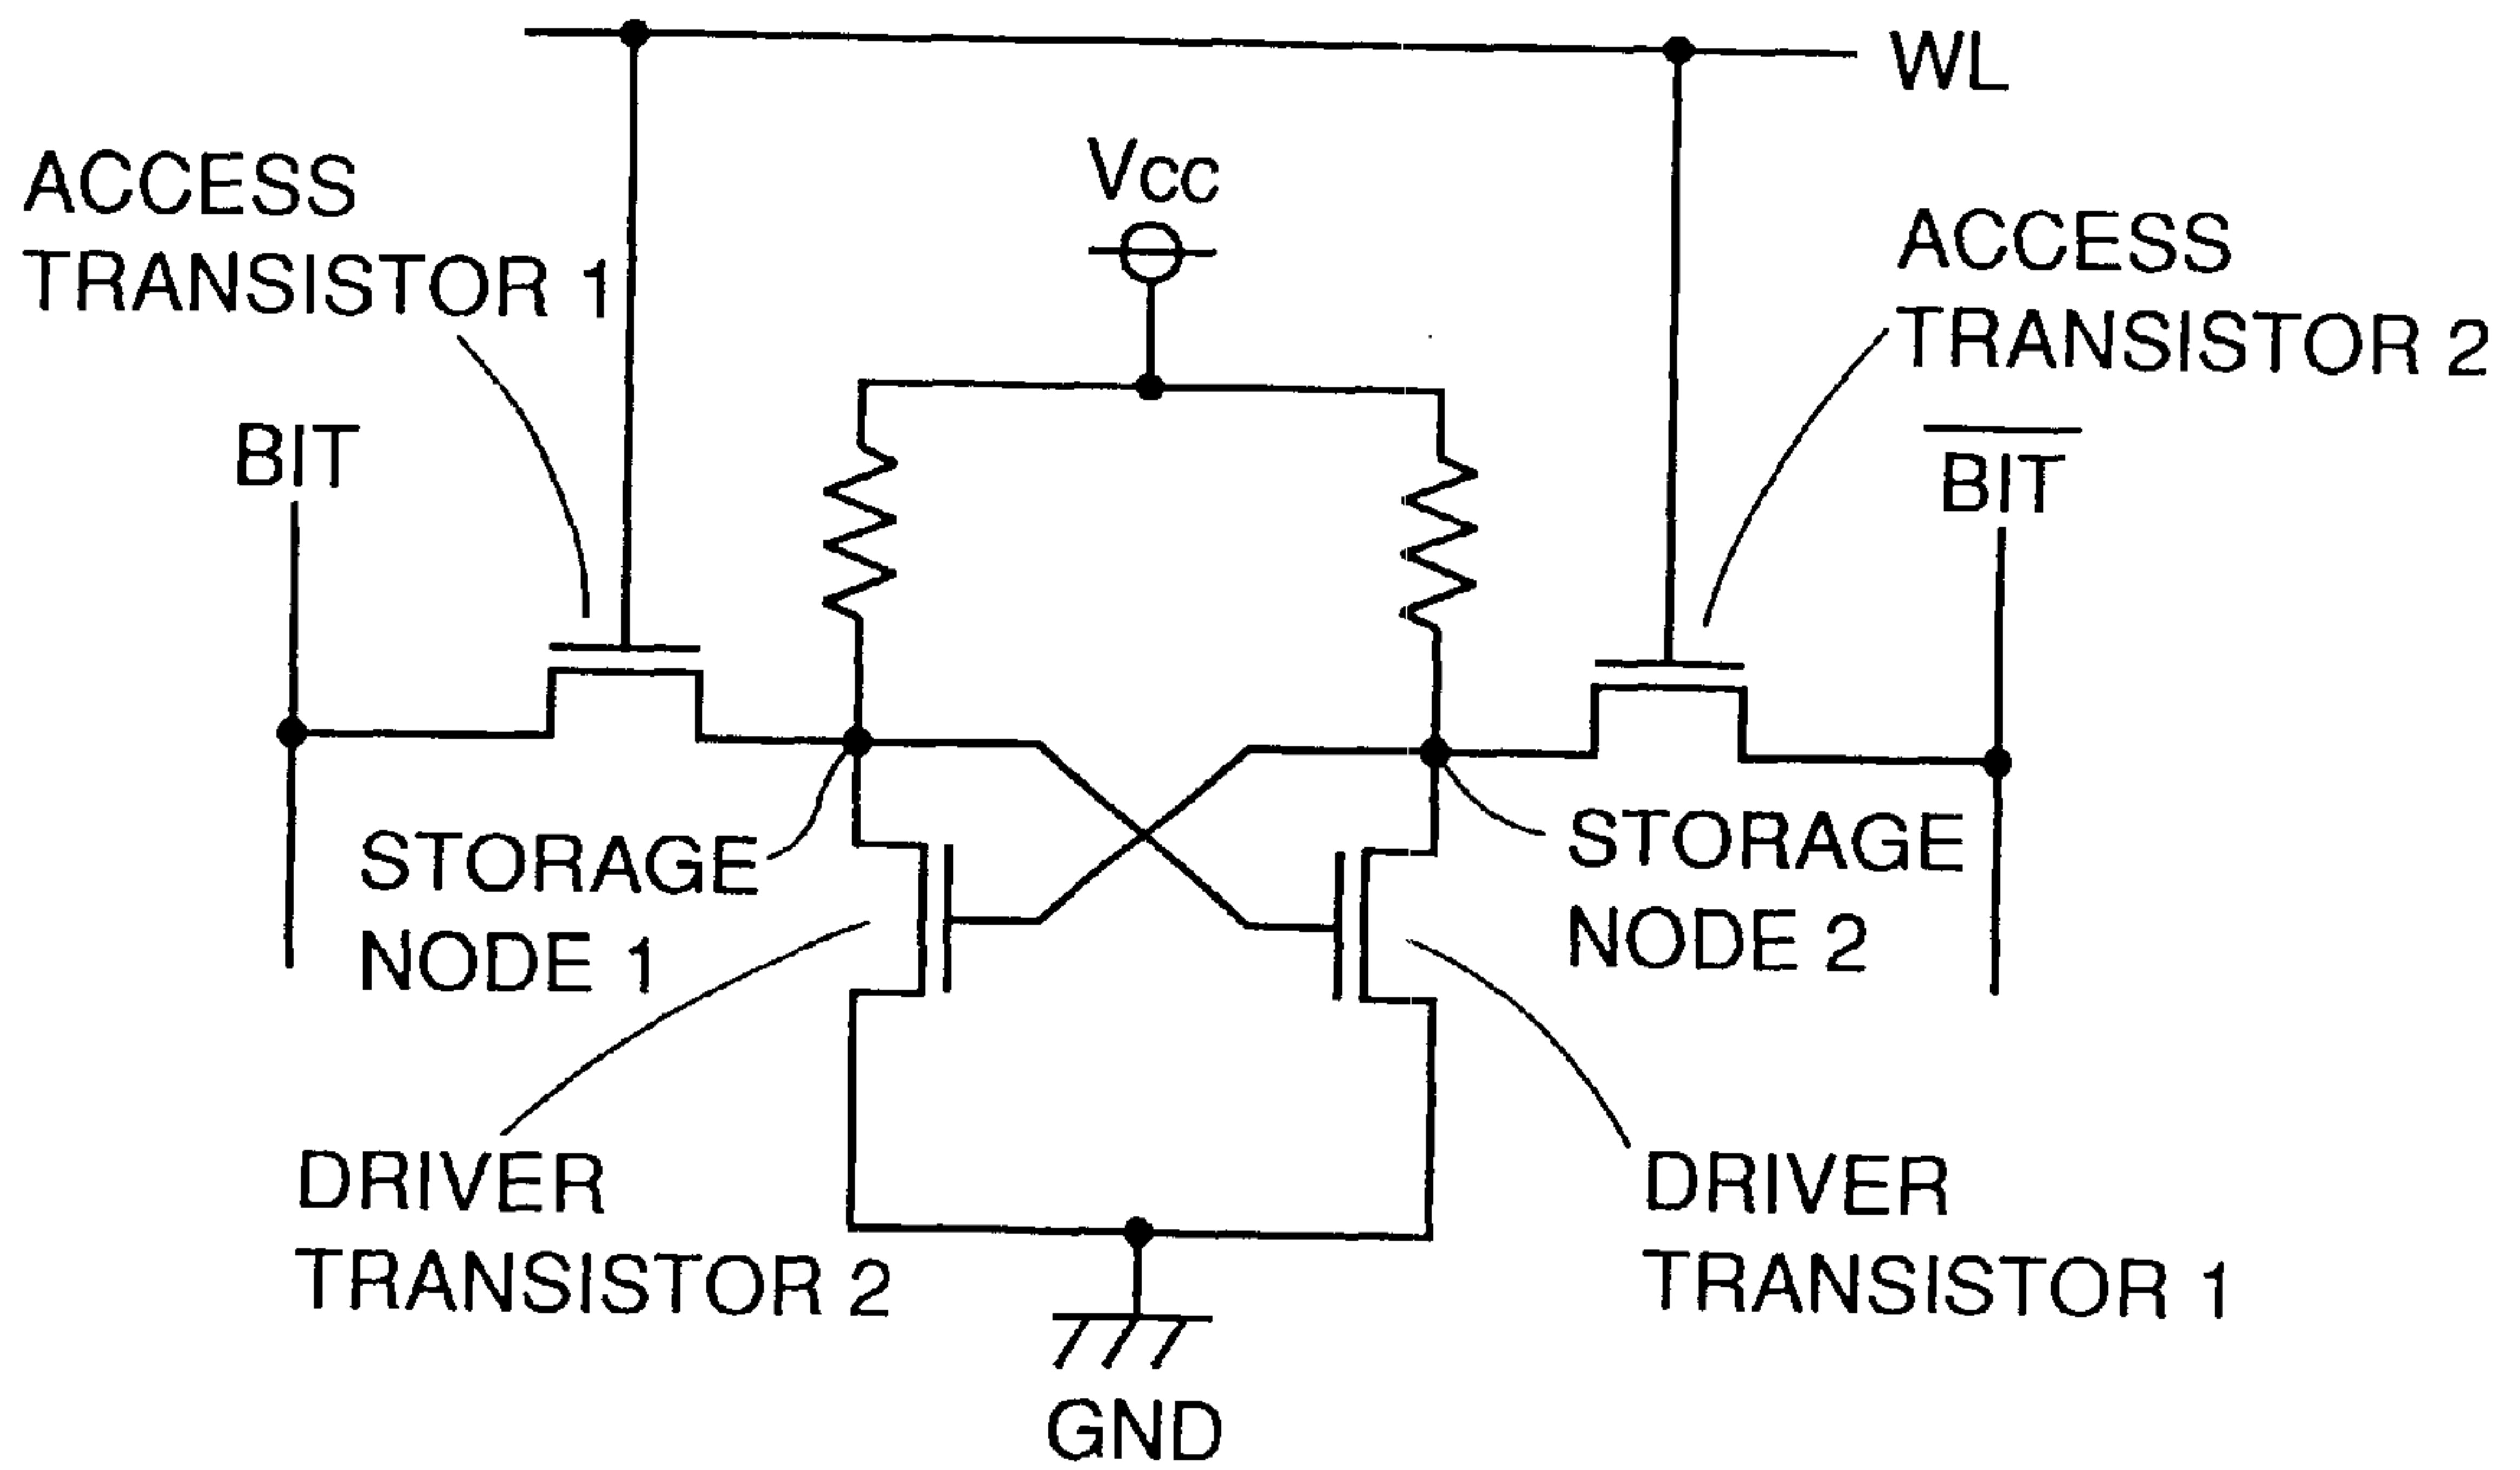 WL
Vcc
ACCESS
TRANSISTOR 1
ACCESS
TRANSISTOR 2
BIT
BIT
STORAGE
NODE 1
STORAGE
NODE 2
DRIVER
TRANSISTOR 2
DRIVER
TRANSISTOR 1
GND